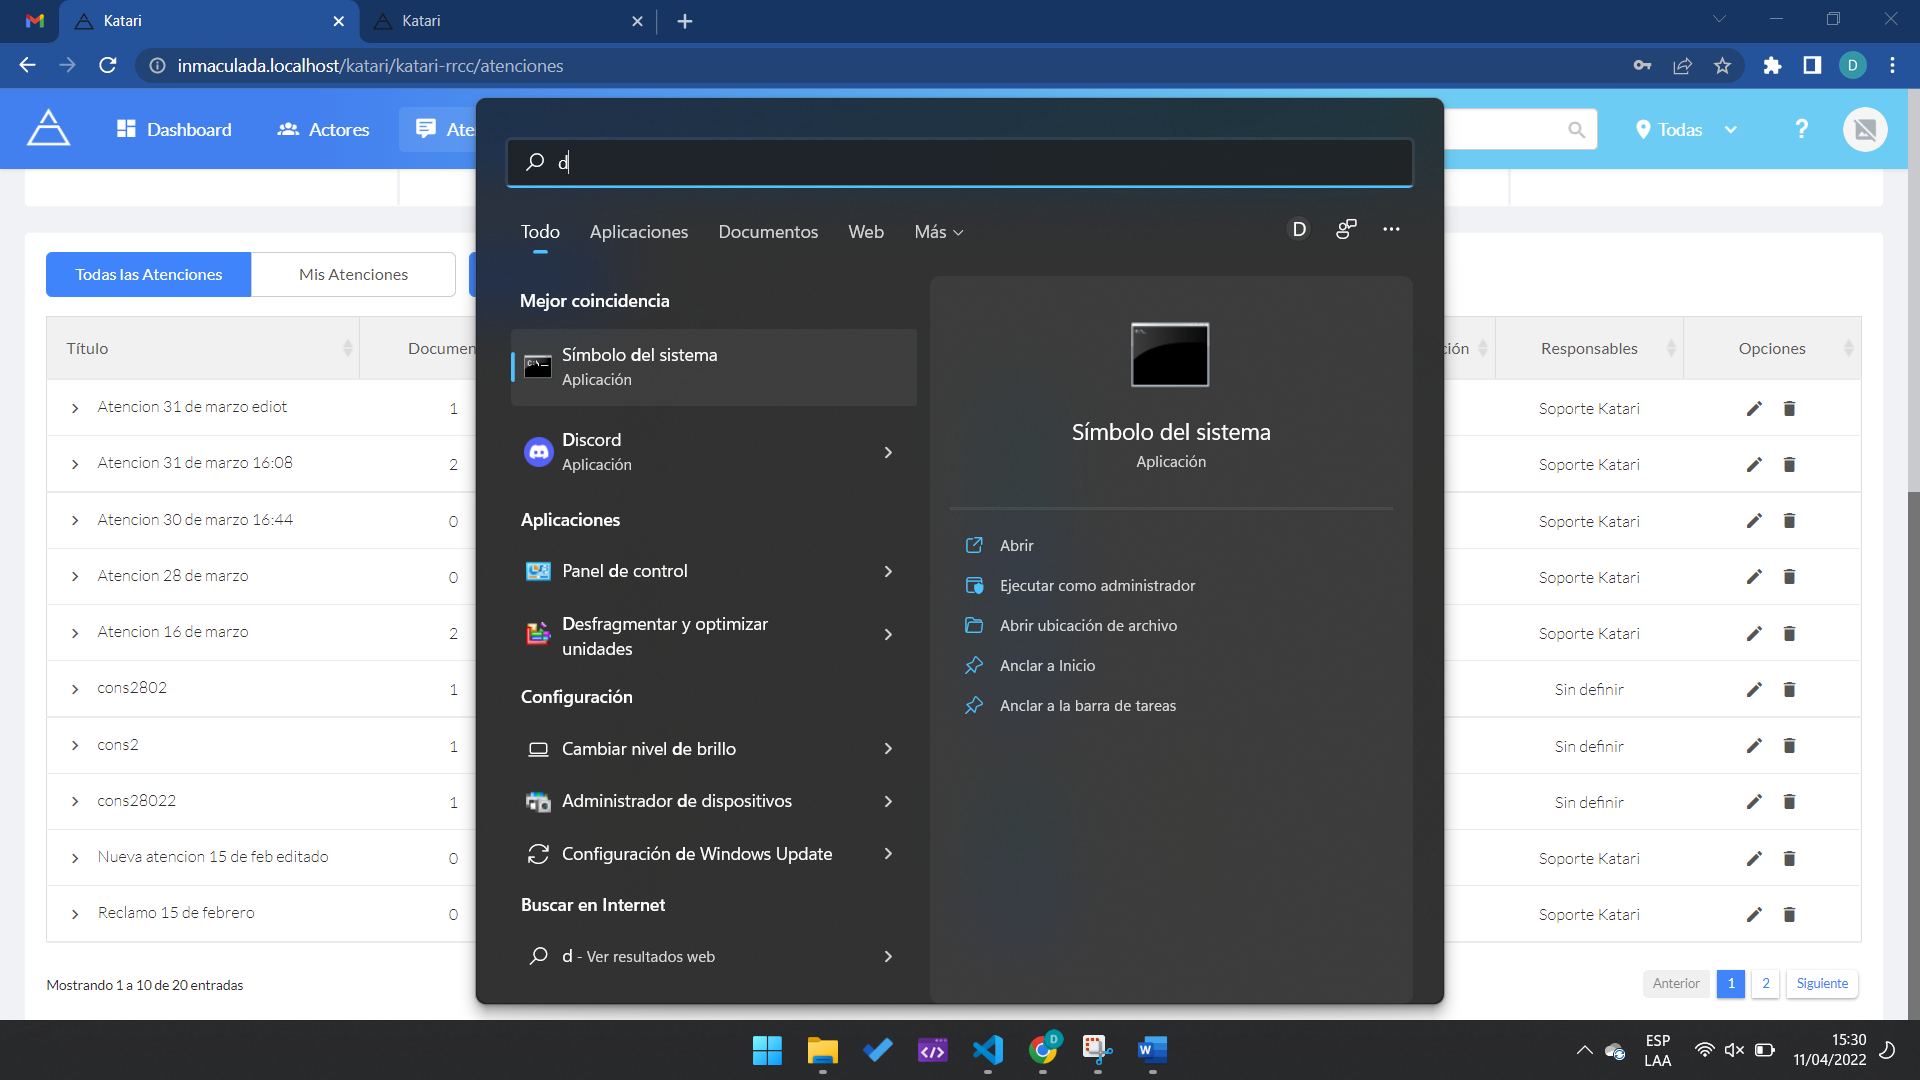 Katari
Katari
inmaculada.localhost/katari/katari-rrcc/atenciones
D
Dashboard
Actores
Ate
Todas
?
d
Todo
Aplicaciones
Documentos
Web
Más
D
Todas las Atenciones
Mis Atenciones
Título
Documen
ción
Responsables
Opciones
Atencion 31 de marzo ediot
1
Soporte Katari
Atencion 31 de marzo 16:08
2
Soporte Katari
Atencion 30 de marzo 16:44
0
Soporte Katari
Atencion 28 de marzo
0
Soporte Katari
Atencion 16 de marzo
2
Soporte Katari
cons2802
1
Sin definir
cons2
1
Sin definir
cons28022
1
Sin definir
Nueva atencion 15 de feb editado
0
Soporte Katari
Reclamo 15 de febrero
0
Soporte Katari
Mostrando 1 a 10 de 20 entradas
Anterior
1
2
Siguiente
Mejor coincidencia
Símbolo del sistema
Aplicación
Discord
Aplicación
Aplicaciones
Panel de control
Desfragmentar y optimizar
unidades
Configuración
Cambiar nivel de brillo
Administrador de dispositivos
Configuración de Windows Update
Buscar en Internet
d - Ver resultados web
Símbolo del sistema
Aplicación
Abrir
Ejecutar como administrador
Abrir ubicación de archivo
Anclar a Inicio
Anclar a la barra de tareas
D
W
ESP
LAA
15:30
11/04/2022